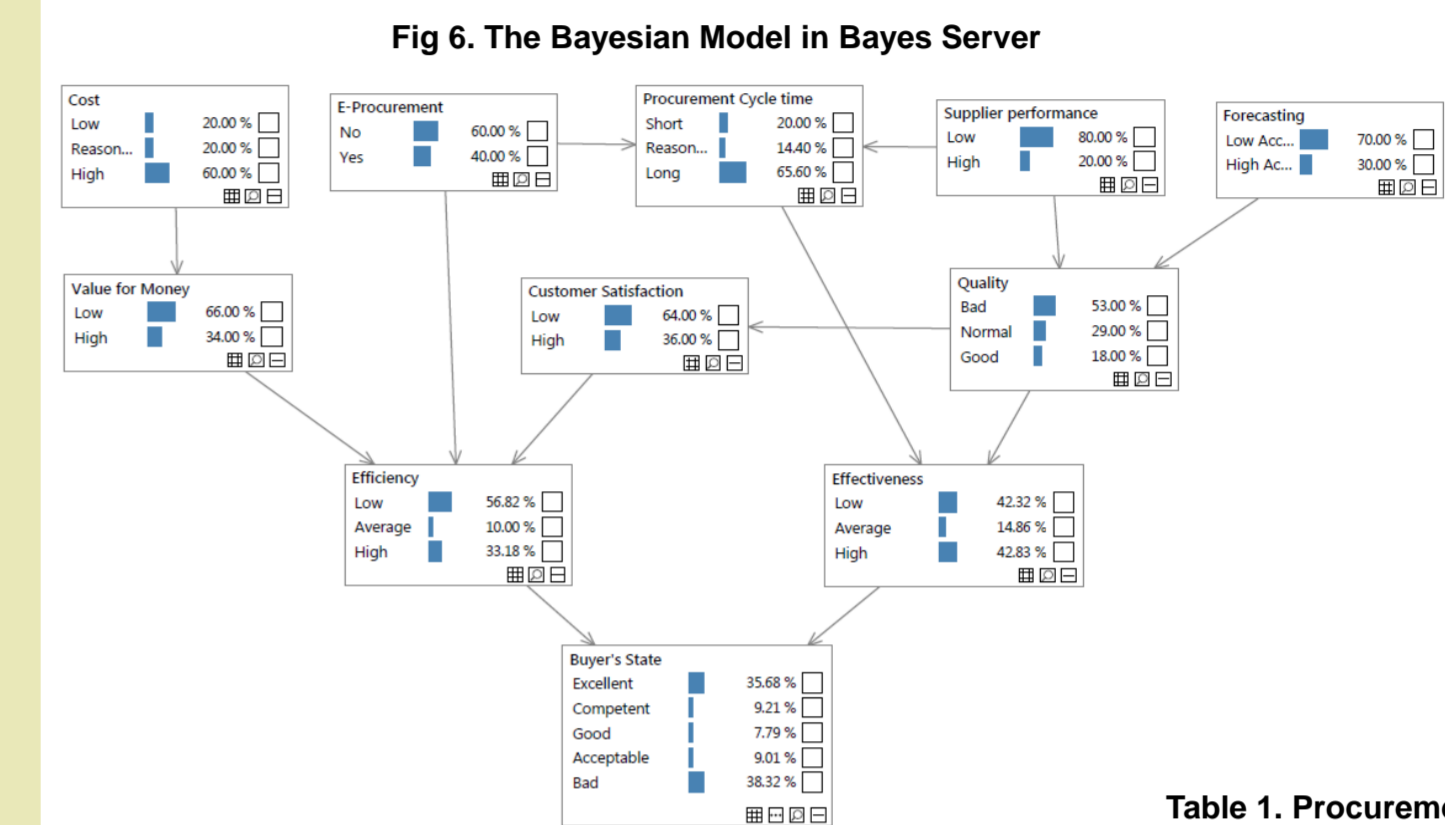 Fig 6. The Bayesian Model in Bayes Server
Cost
Low 20.00 %
Reason... 20.00 %
High 60.00 %
E-Procurement
No 60.00 %
Yes 40.00 %
Procurement Cycle time
Short 20.00 %
Reason... 14.40 %
Long 65.60 %
Supplier performance
Low 80.00 %
High 20.00 %
Forecasting
Low Acc... 70.00 %
High Ac... 30.00 %
Value for Money
Low 66.00 %
High 34.00 %
Customer Satisfaction
Low 64.00 %
High 36.00 %
Quality
Bad 53.00 %
Normal 29.00 %
Good 18.00 %
Efficiency
Low 56.82 %
Average 10.00 %
High 33.18 %
Effectiveness
Low 42.32 %
Average 14.86 %
High 42.83 %
Buyer's State
Excellent 35.68 %
Competent 9.21 %
Good 7.79 %
Acceptable 9.01 %
Bad 38.32 %
Table 1. Procureme